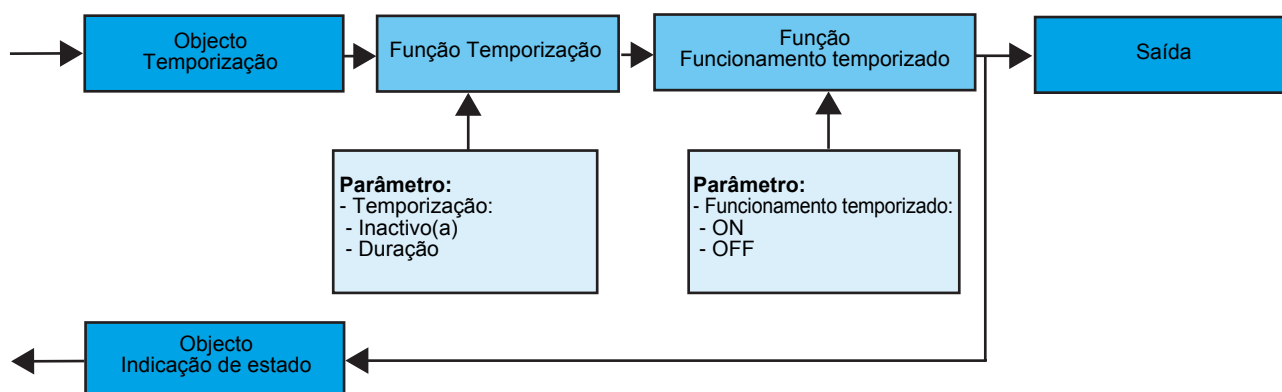 Objecto
Temporização
Função Temporização
Função
Funcionamento temporizado
Saída
Parâmetro:
- Temporização:
- Inactivo(a)
- Duração
Parâmetro:
- Funcionamento temporizado:
- ON
- OFF
Objecto
Indicação de estado